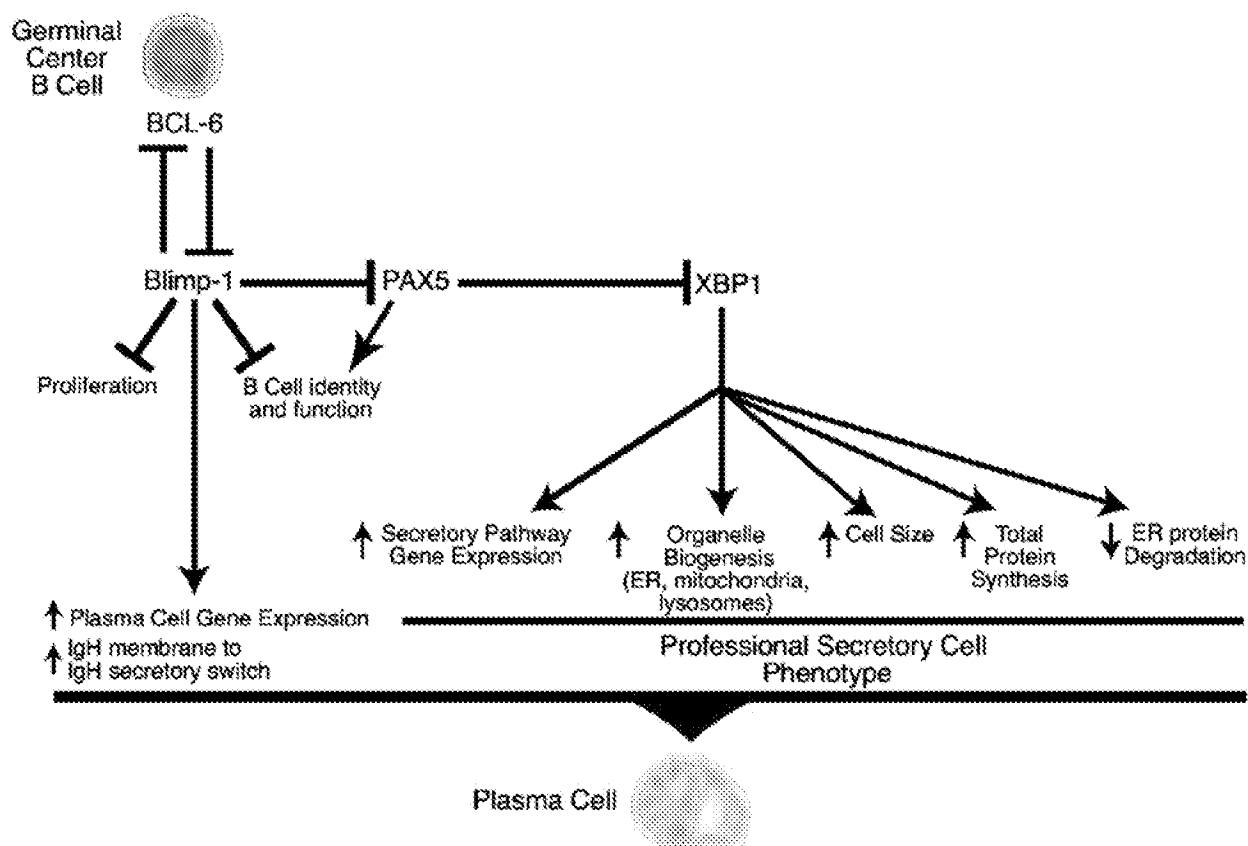 Germinal
Center
B Cell
BCL-6
Blimp-1
PAX5
XBP1
Proliferation
B Cell identity
and function
Secretory Pathway
Gene Expression
Organelle
Biogenesis
(ER, mitochondria,
lysosomes)
Cell Size
Total
Protein
Synthesis
ER protein
Degradation
Plasma Cell Gene Expression
IgH membrane to
IgH secretory switch
Professional Secretory Cell
Phenotype
Plasma Cell